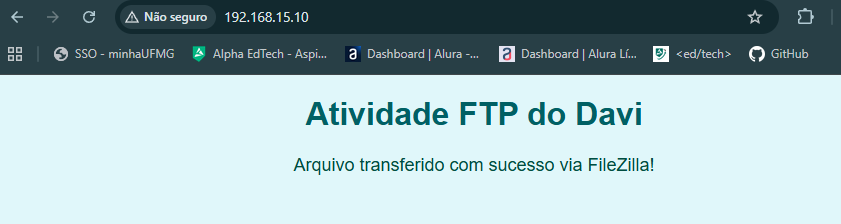 Não seguro 192.168.15.10
SSO - minhaUFMG Alpha EdTech - Aspi... Dashboard | Alura -... Dashboard | Alura Lí... <ed/tech> GitHub
Atividade FTP do Davi
Arquivo transferido com sucesso via FileZilla!